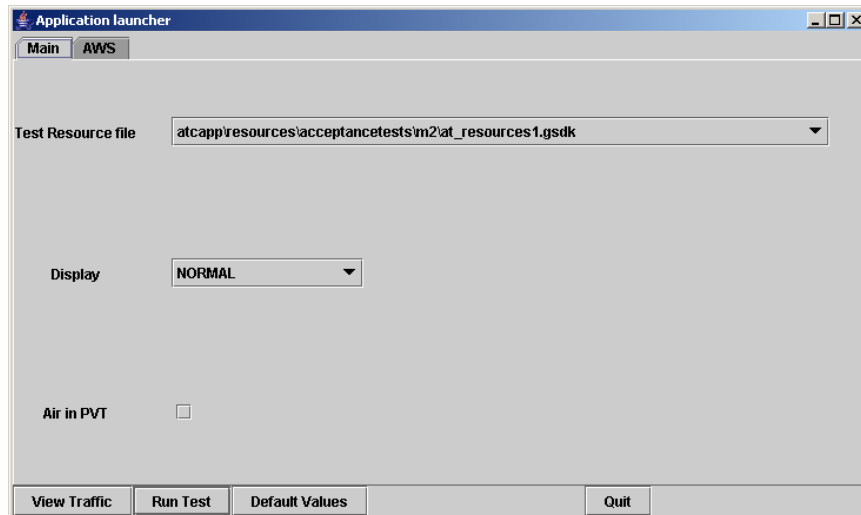 Application launcher
Main AWS
Test Resource file atcapp\resources\acceptancetests\m2\at_resources1.gsdk
Display NORMAL
Air in PVT
View Traffic Run Test Default Values Quit